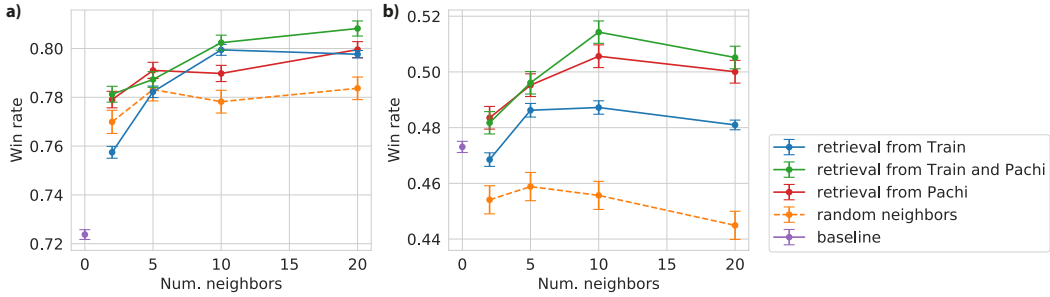 a)
Win rate
0.80
0.78
0.76
0.74
0.72
0 5 10 15 20
Num. neighbors
b)
Win rate
0.52
0.50
0.48
0.46
0.44
0 5 10 15 20
Num. neighbors
retrieval from Train
retrieval from Train and Pachi
retrieval from Pachi
random neighbors
baseline